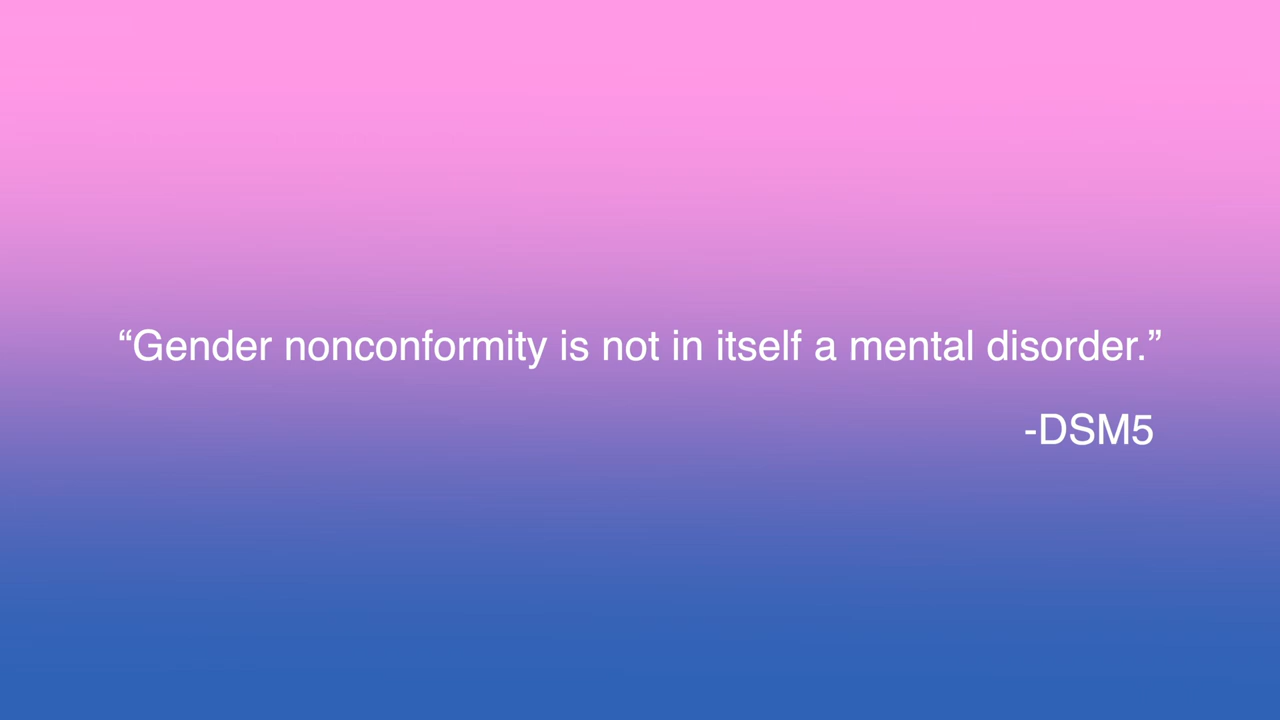 “Gender nonconformity is not in itself a mental disorder.”
-DSM5